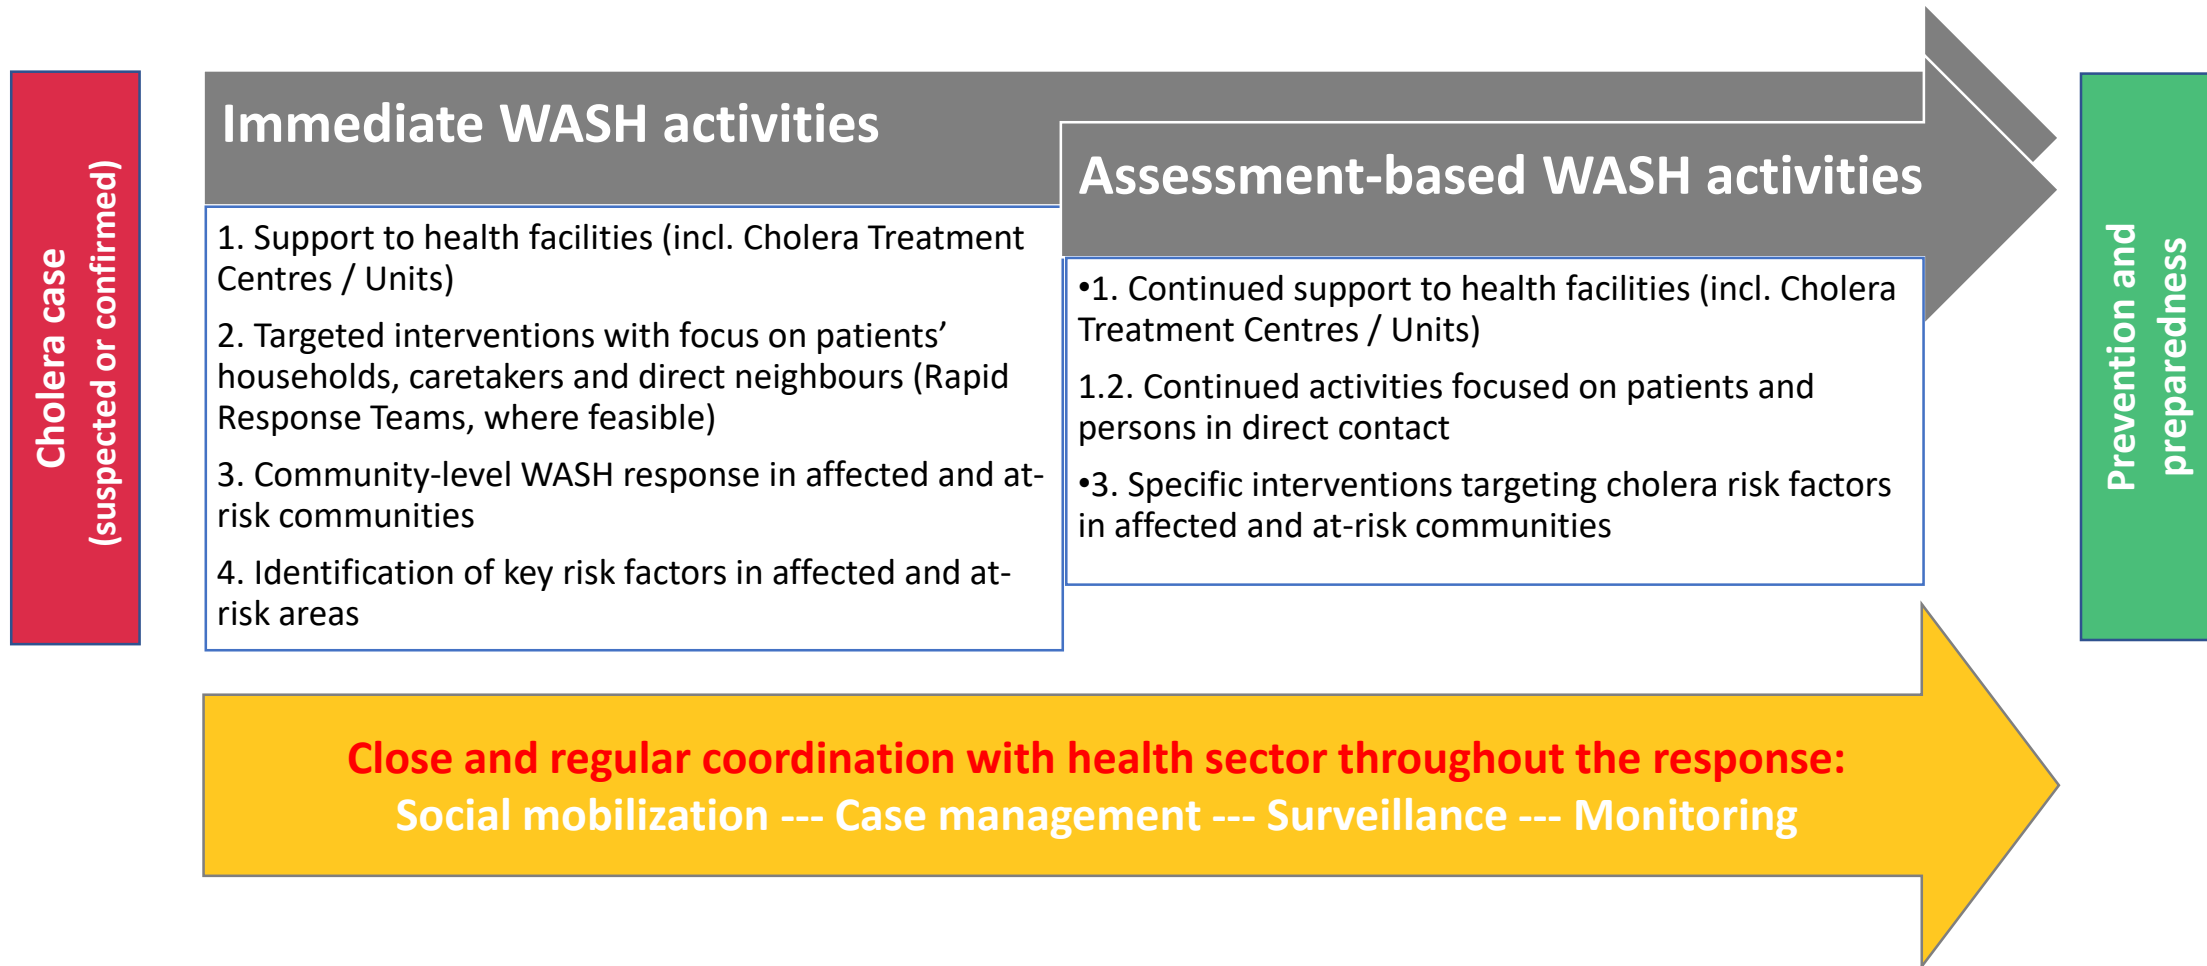 Cholera case
(suspected or confirmed)
Immediate WASH activities
1. Support to health facilities (incl. Cholera Treatment
Centres / Units)
2. Targeted interventions with focus on patients’
households, caretakers and direct neighbours (Rapid
Response Teams, where feasible)
3. Community-level WASH response in affected and at-
risk communities
4. Identification of key risk factors in affected and at-
risk areas
Assessment-based WASH activities
•1. Continued support to health facilities (incl. Cholera
Treatment Centres / Units)
1.2. Continued activities focused on patients and
persons in direct contact
•3. Specific interventions targeting cholera risk factors
in affected and at-risk communities
Prevention and
preparedness
Close and regular coordination with health sector throughout the response:
Social mobilization --- Case management --- Surveillance --- Monitoring